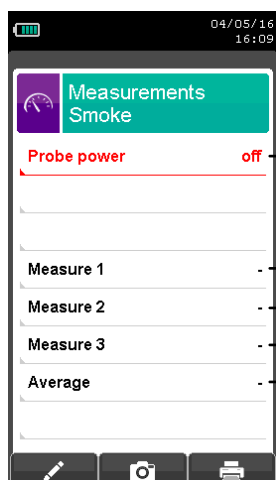 04/05/16
16:09
Measurements
Smoke
Probe power off
Measure 1 -
Measure 2 -
Measure 3 -
Average -